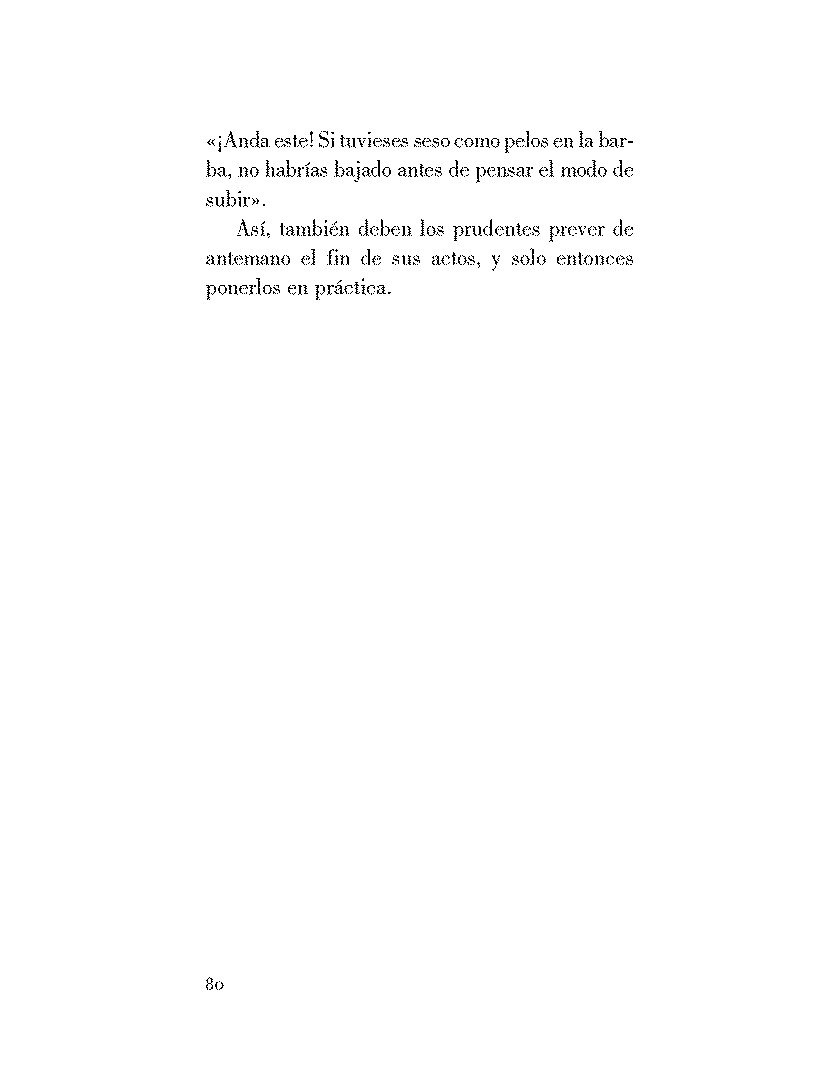 «¡Anda este! Si tuvieses seso como pelos en la bar-
ba, no habrías bajado antes de pensar el modo de
subir».
Así, también deben los prudentes prever de
antemano el fin de sus actos, y solo entonces
ponerlos en práctica.
80